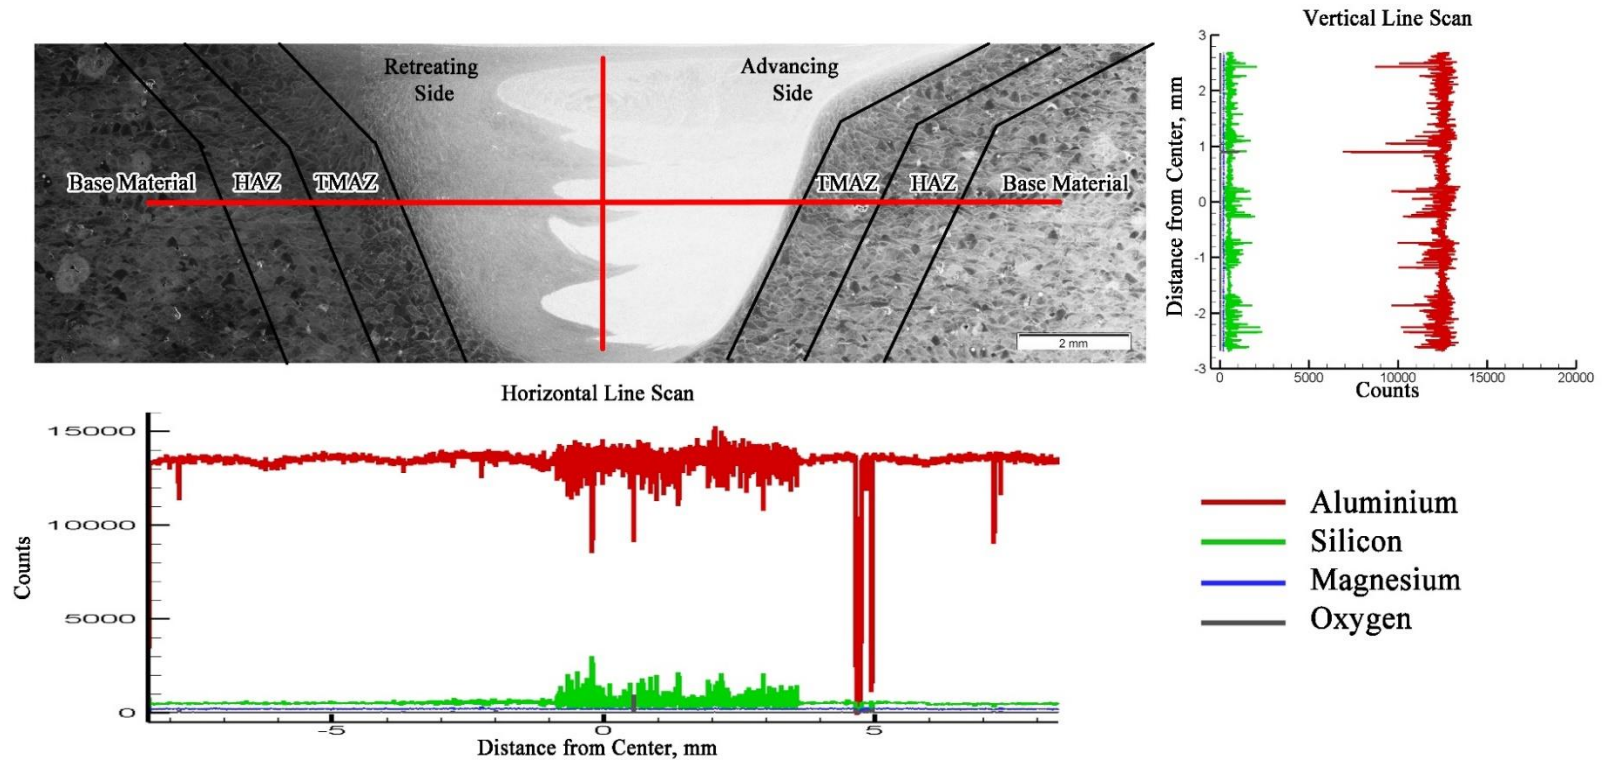 Vertical Line Scan
Retreating
Side
Advancing
Side
Base Material
HAZ
TMAZ
TMAZ
HAZ
Base Material
2 mm
Distance from Center, mm
3
2
1
0
-1
-2
-3
0
5000
10000
15000
20000
Counts
Horizontal Line Scan
Counts
15000
10000
5000
0
-5
0
5
Distance from Center, mm
Aluminium
Silicon
Magnesium
Oxygen